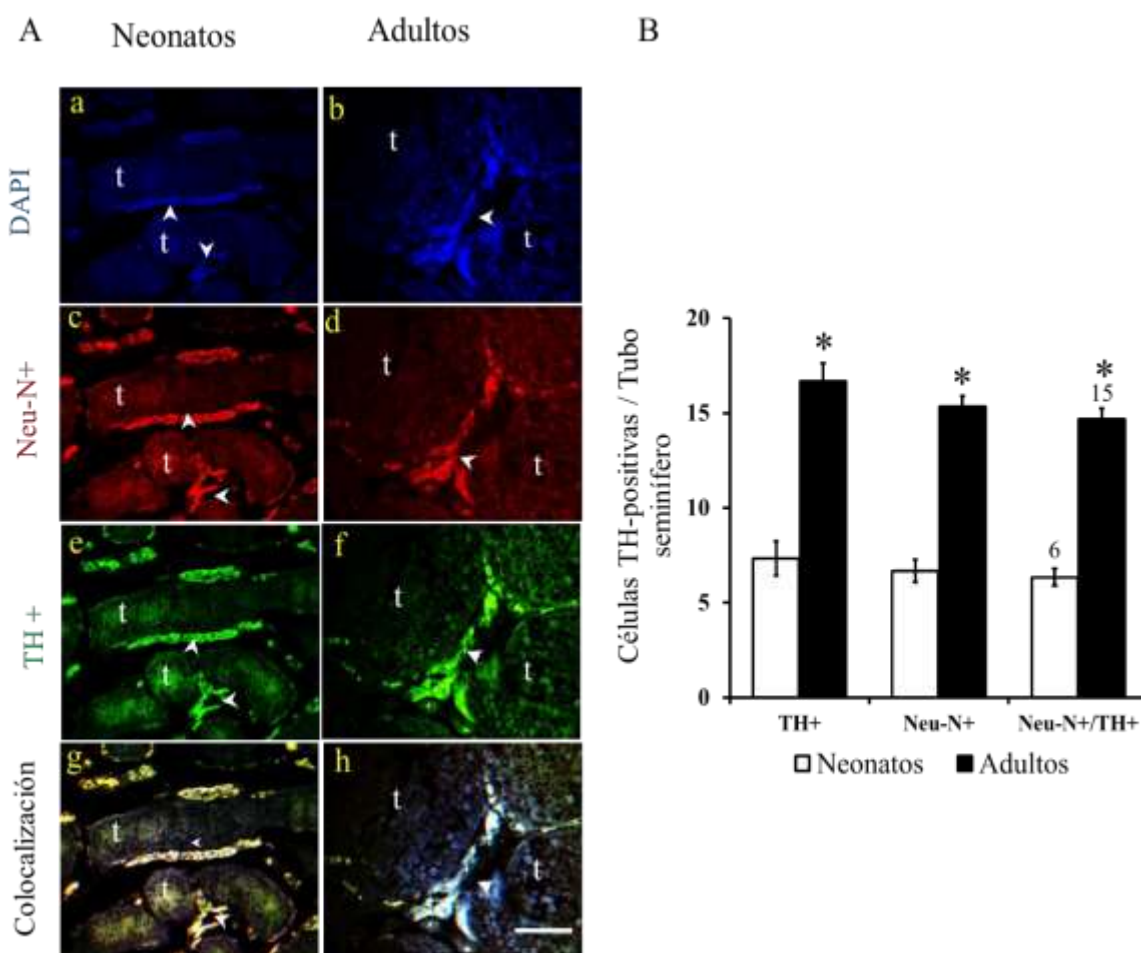 A
Neonatos
Adultos
B
DAPI
Neu-N+
TH +
Colocalización
a
t
t
b
t
t
c
t
t
d
t
t
e
t
t
f
t
t
g
t
t
h
t
t
Células TH-positivas / Tubo
seminífero
20
15
10
5
0
*
*
*
15
6
TH+
Neu-N+
Neu-N+/TH+
Neonatos
Adultos